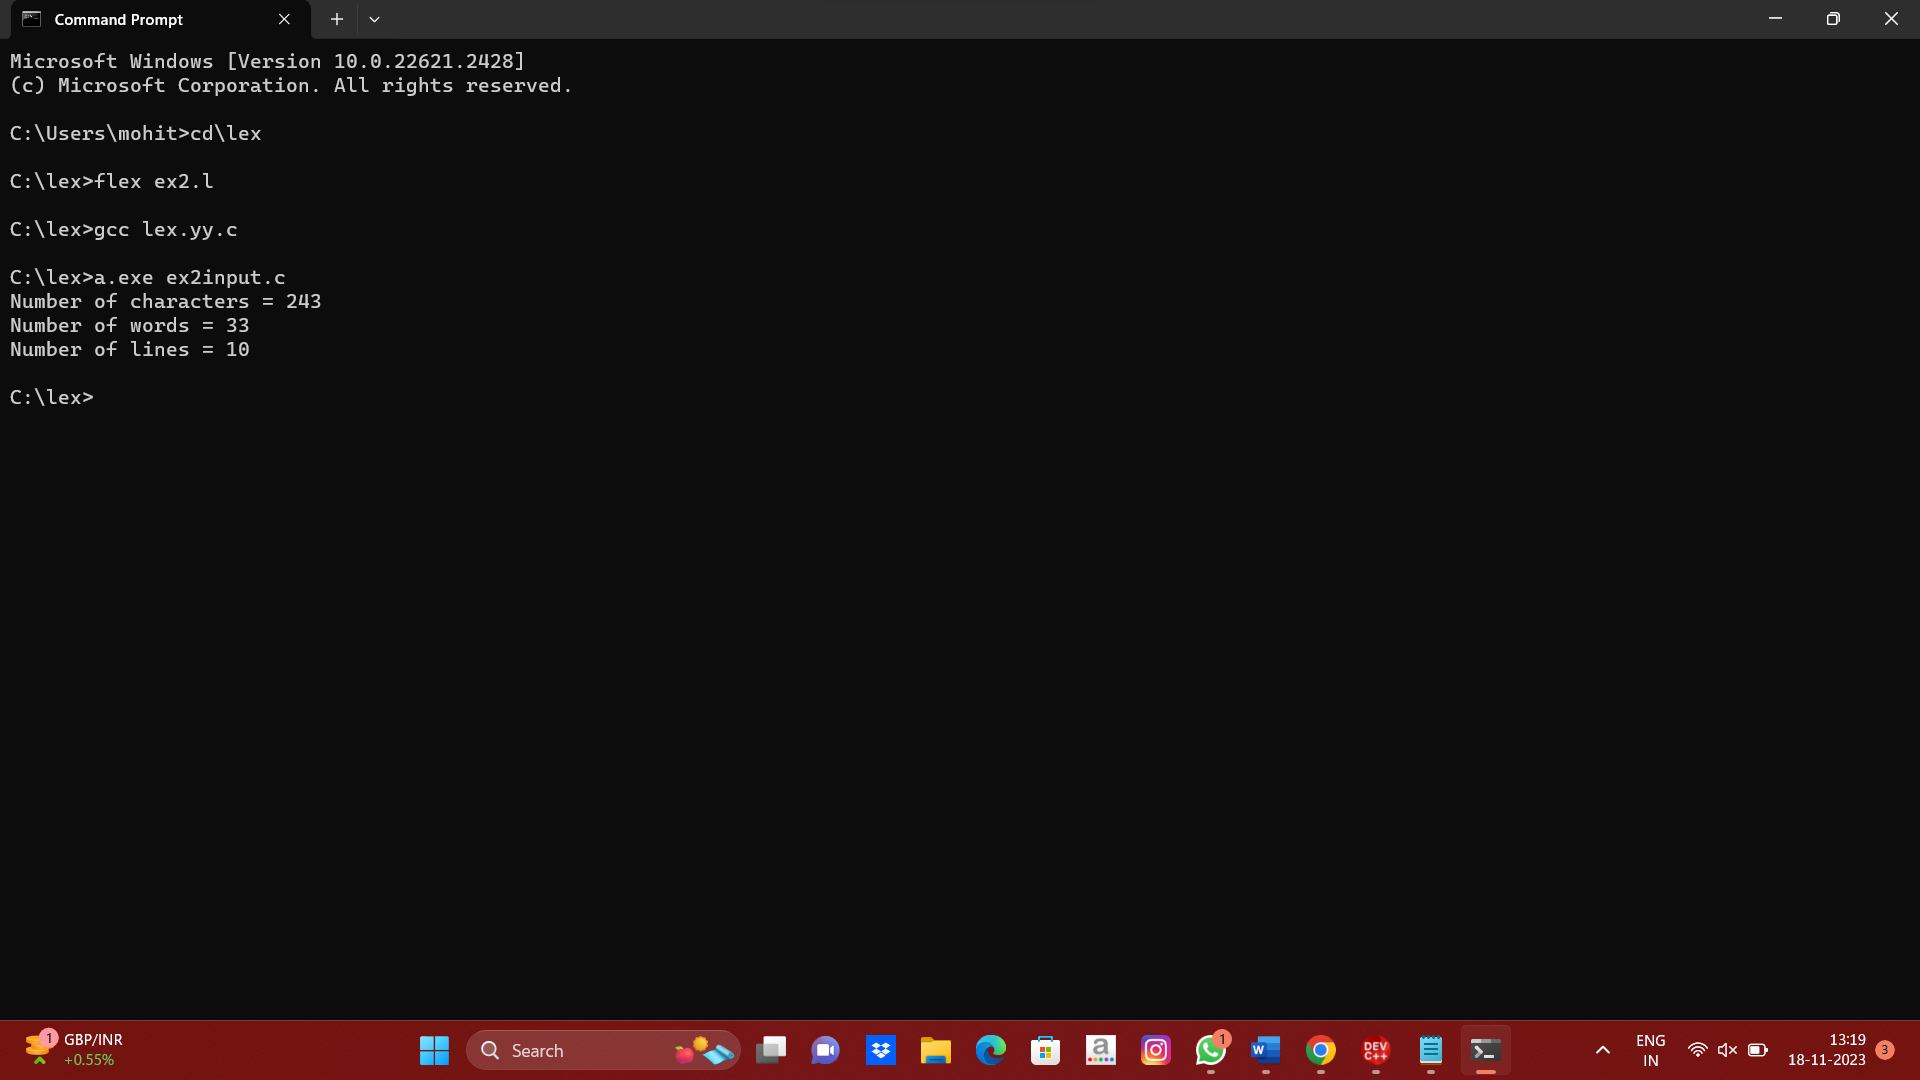 Command Prompt
Microsoft Windows [Version 10.0.22621.2428]
(c) Microsoft Corporation. All rights reserved.
C:\Users\mohit>cd\lex
C:\lex>flex ex2.l
C:\lex>gcc lex.yy.c
C:\lex>a.exe ex2input.c
Number of characters = 243
Number of words = 33
Number of lines = 10
C:\lex>
1
GBP/INR
+0.55%
Search
a
1
W
DEV
C++
ENG
IN
13:19
18-11-2023
3